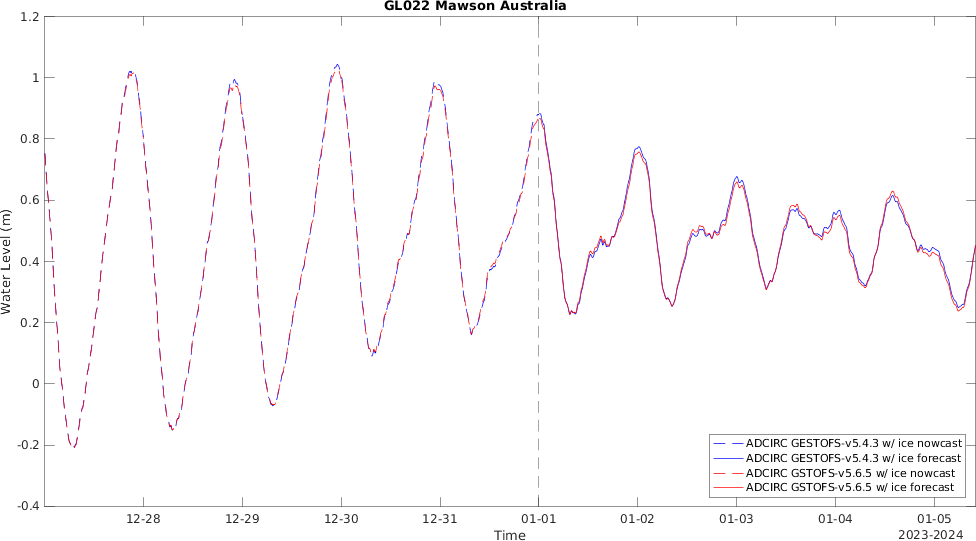 GL022 Mawson Australia
1.2
1
0.8
0.6
0.4
0.2
0
-0.2
-0.4
Water Level (m)
12-28 12-29 12-30 12-31 01-01 01-02 01-03 01-04 01-05
Time
2023-2024
ADCIRC GESTOFS-v5.4.3 w/ ice nowcast
ADCIRC GESTOFS-v5.4.3 w/ ice forecast
ADCIRC GSTOFS-v5.6.5 w/ ice nowcast
ADCIRC GSTOFS-v5.6.5 w/ ice forecast